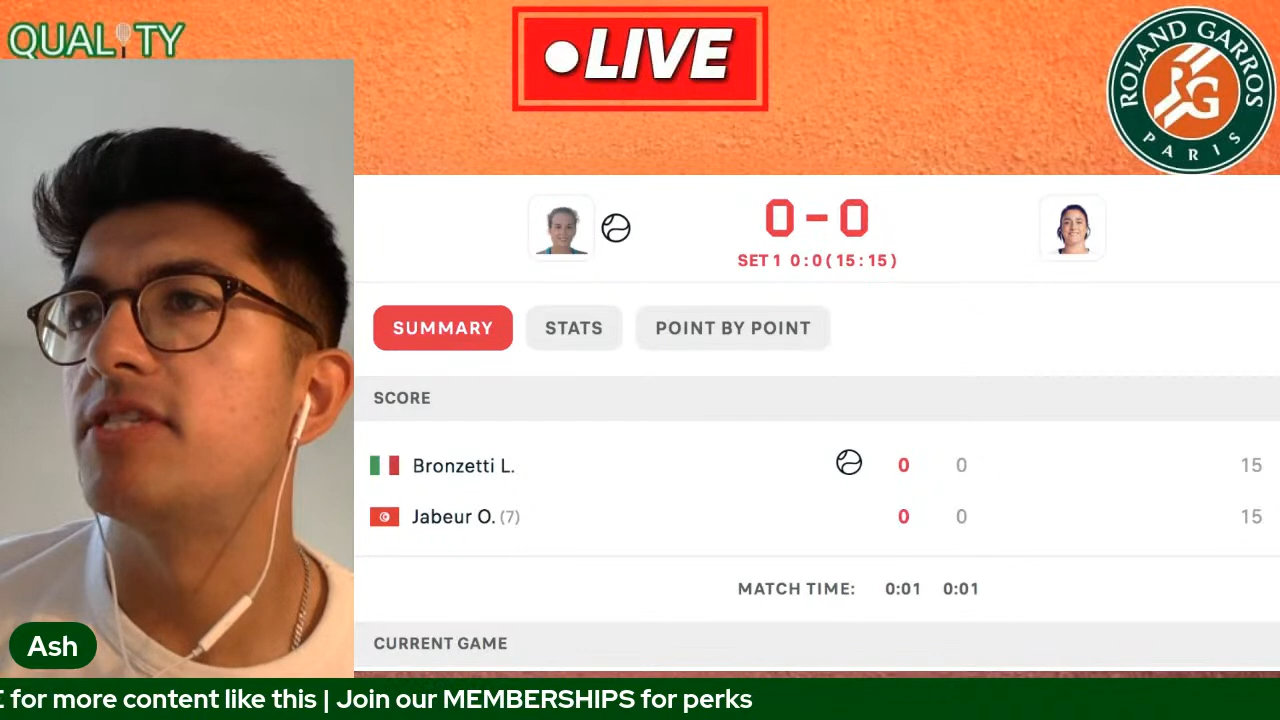 QUALITY
LIVE
ROLAND GARROS
PARIS
RG
0-0
SET 1 0:0 (15:15)
SUMMARY
STATS
POINT BY POINT
SCORE
Bronzetti L. 0 0 15
Jabeur O. (7) 0 0 15
MATCH TIME: 0:01 0:01
CURRENT GAME
Ash
for more content like this | Join our MEMBERSHIPS for perks